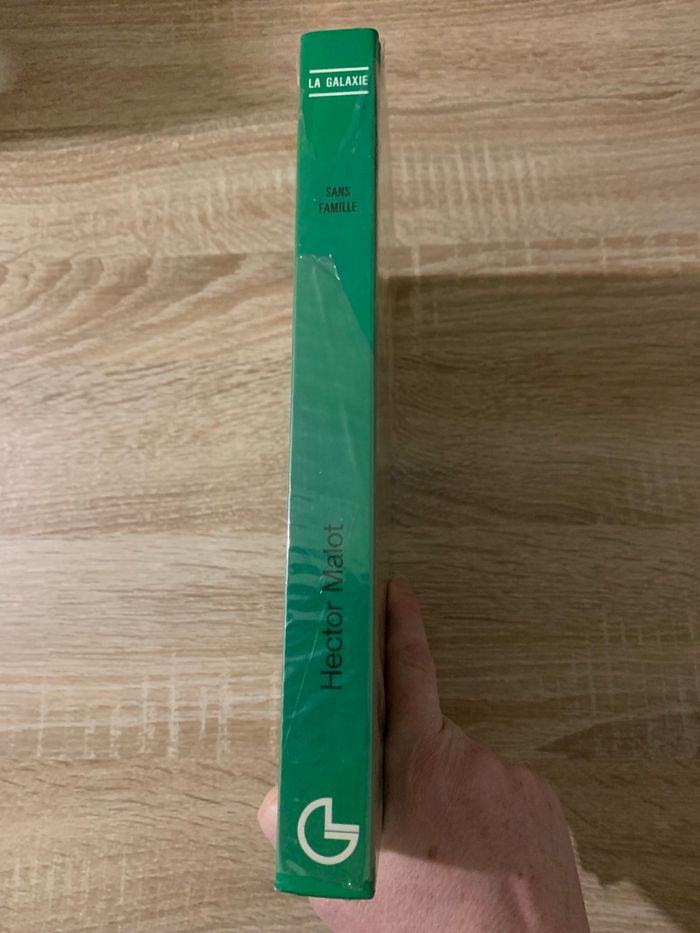 LA GALAXIE
SANS
FAMILLE
Hector Malot